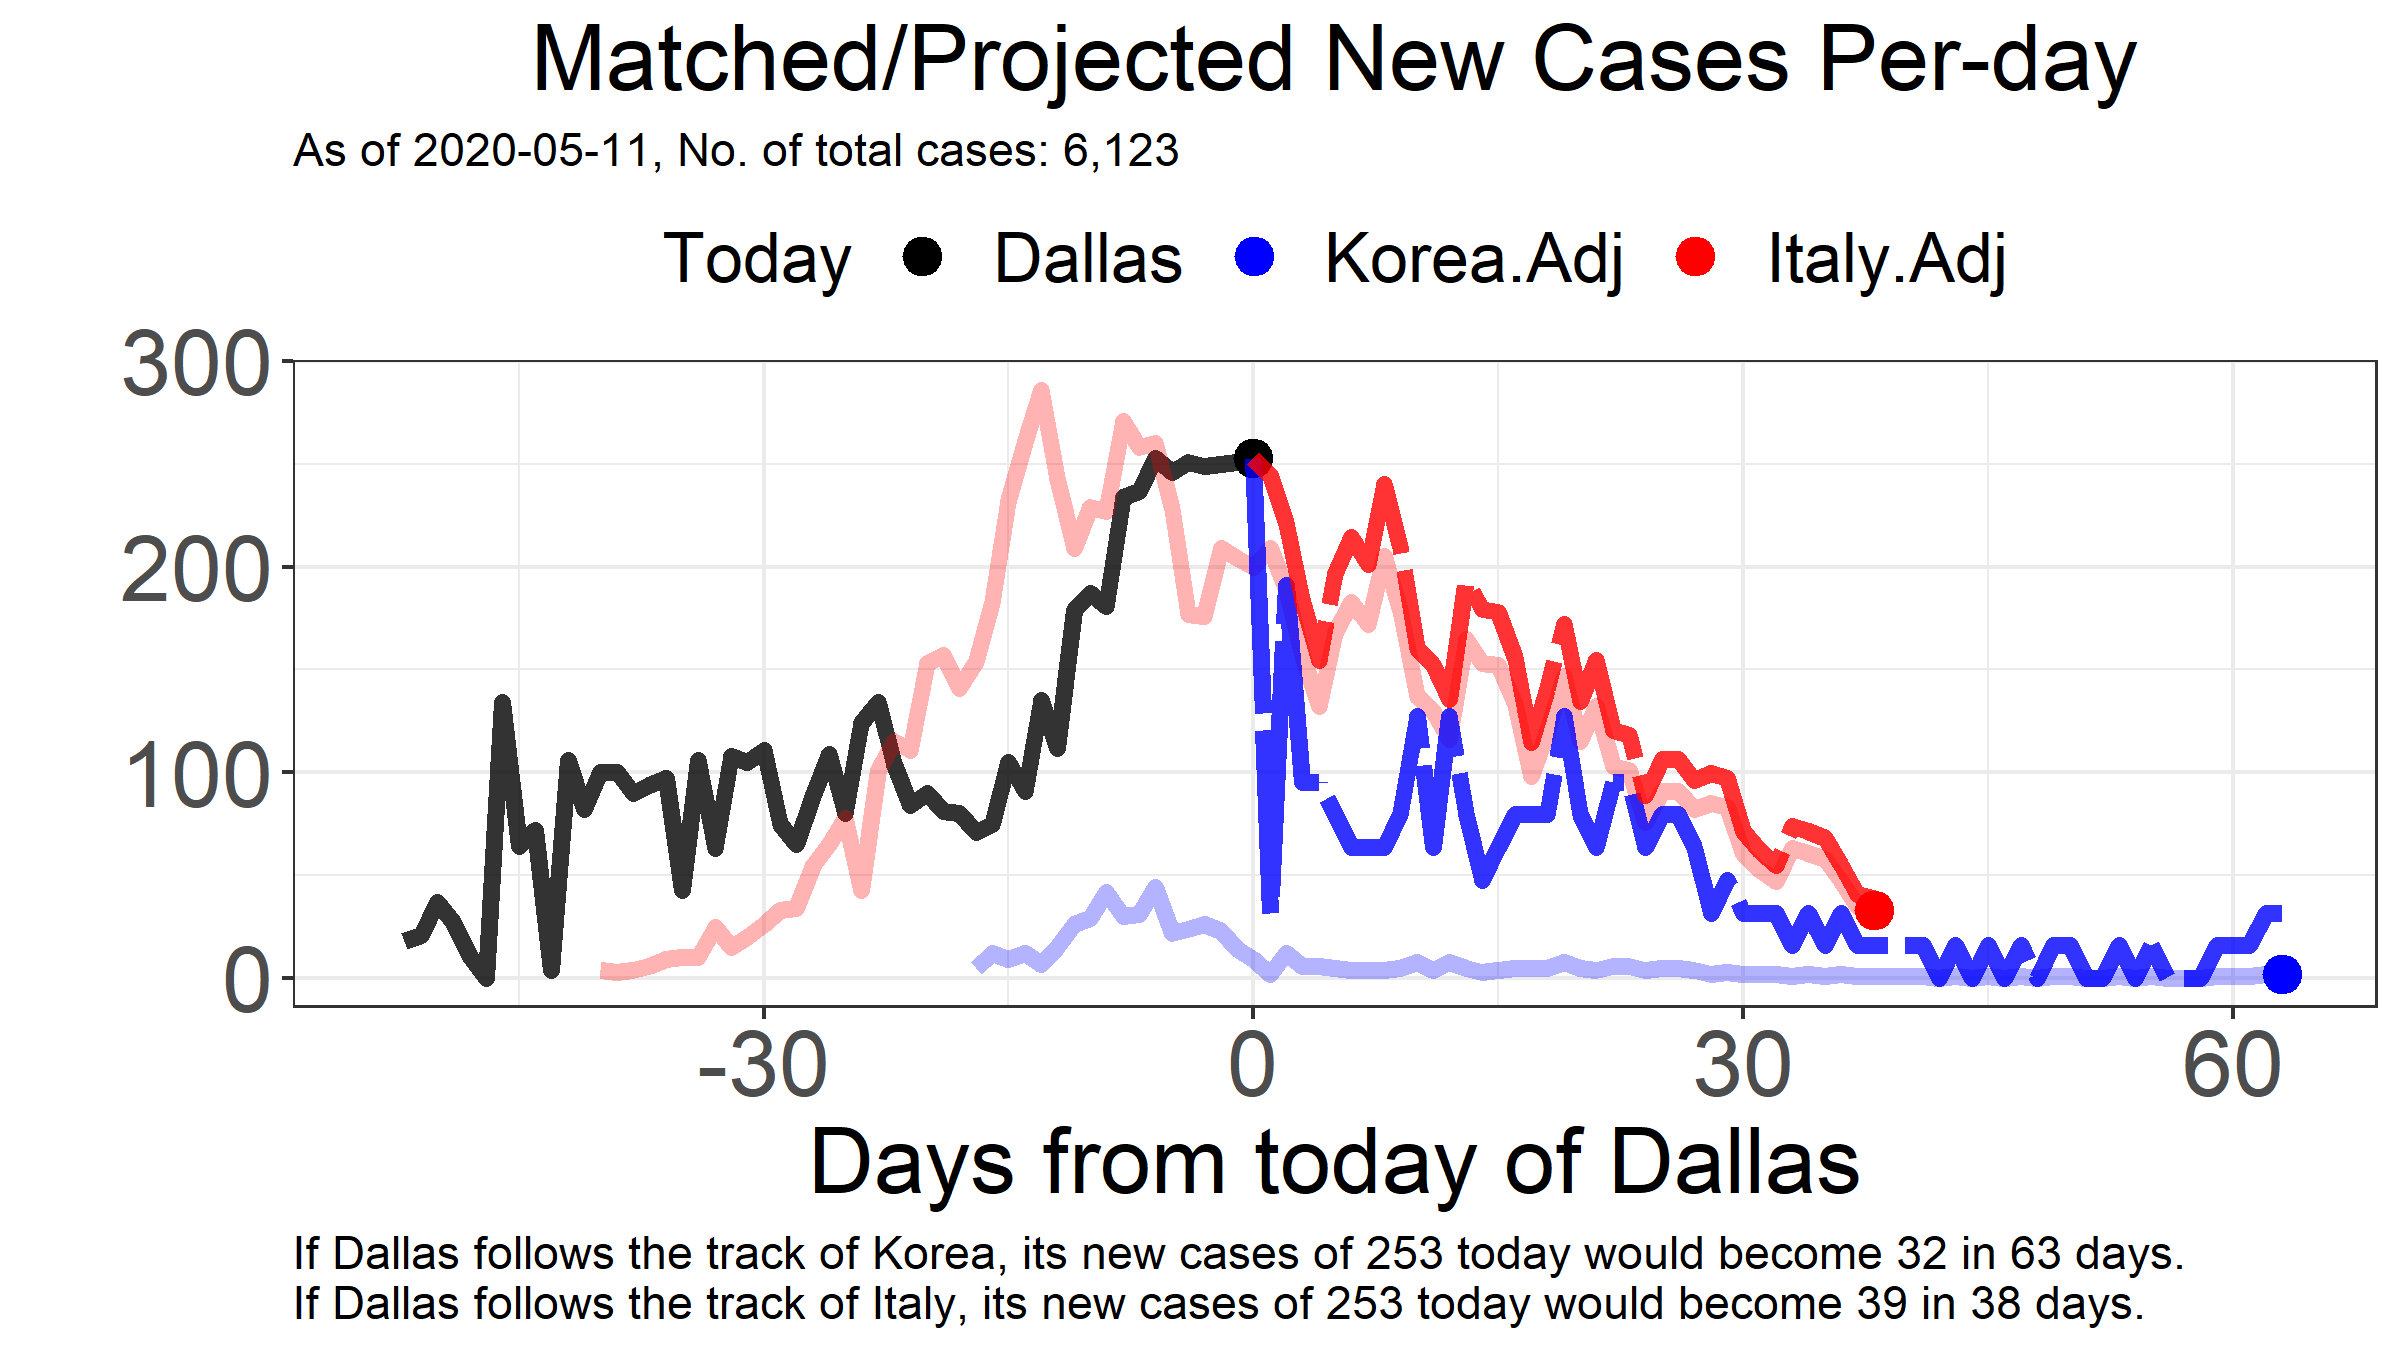 Matched/Projected New Cases Per-day
As of 2020-05-11, No. of total cases: 6,123
Today Dallas Korea.Adj Italy.Adj
300
200
100
0
-30 0 30 60
Days from today of Dallas
If Dallas follows the track of Korea, its new cases of 253 today would become 32 in 63 days.
If Dallas follows the track of Italy, its new cases of 253 today would become 39 in 38 days.